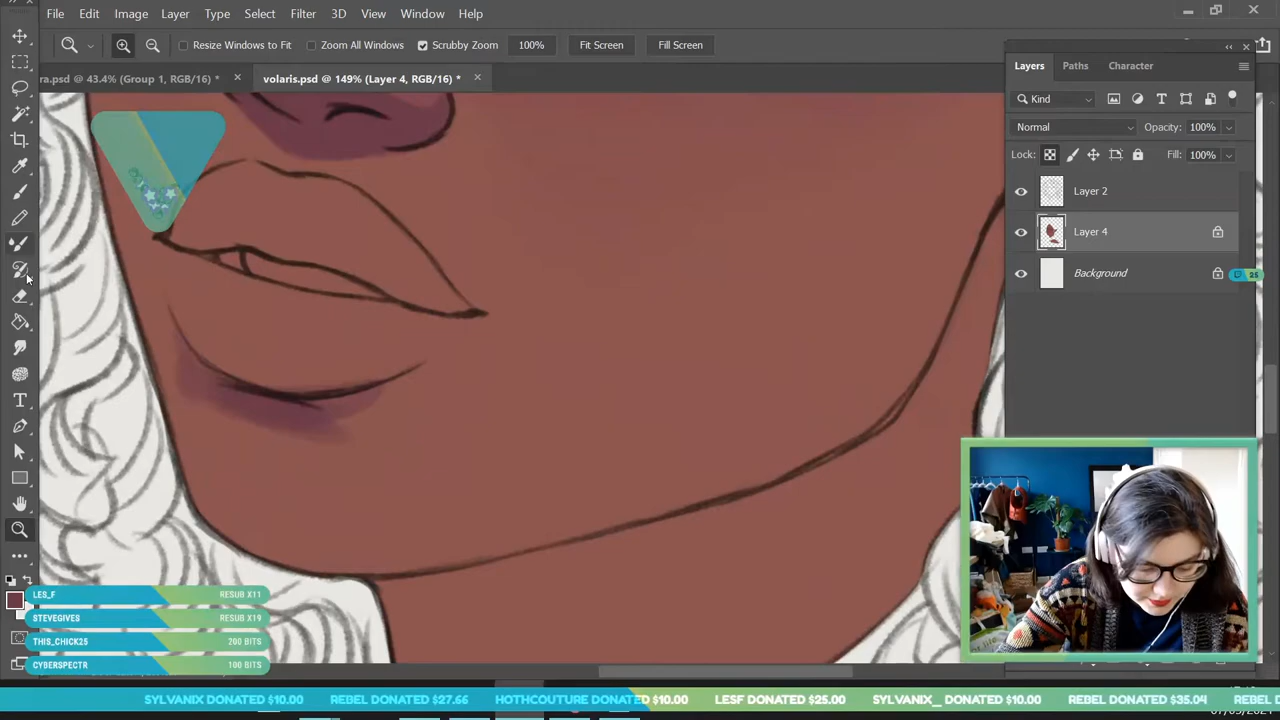 File Edit Image Layer Type Select Filter 3D View Window Help
Resize Windows to Fit Zoom All Windows Scrubby Zoom 100% Fit Screen Fill Screen
ra.psd @ 43.4% (Group 1, RGB/16) * volaris.psd @ 149% (Layer 4, RGB/16) *
Layers Paths Character
Kind
Normal Opacity: 100%
Lock: Fill: 100%
Layer 2
Layer 4
Background
25
LES_F RESUB X11
STEVEGIVES RESUB X19
THIS_CHICK25 200 BITS
CYBERSPECTR 100 BITS
SYLVANIX DONATED $10.00 REBEL DONATED $27.66 HOTHCOUTURE DONATED $10.00 LESF DONATED $25.00 SYLVANIX_ DONATED $10.00 REBEL DONATED $35.04 REBEL